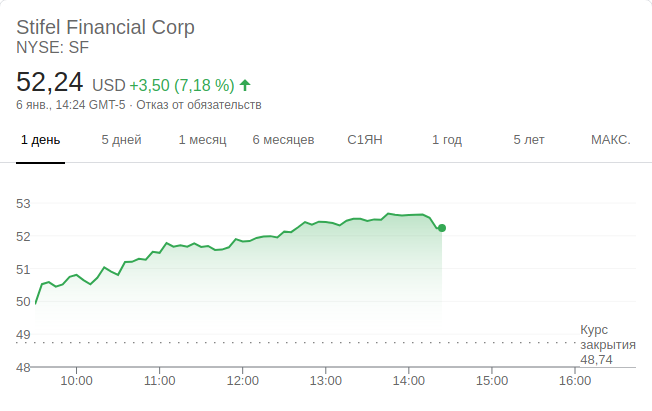 Stifel Financial Corp
NYSE: SF
52,24 USD +3,50 (7,18 %)
6 янв., 14:24 GMT-5 · Отказ от обязательств
1 день 5 дней 1 месяц 6 месяцев С1ЯН 1 год 5 лет МАКС.
53
52
51
50
49
48
Курс
закрытия
48,74
10:00 11:00 12:00 13:00 14:00 15:00 16:00